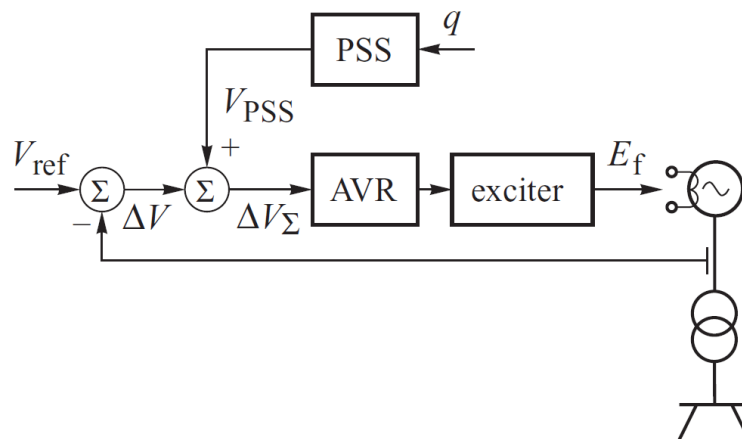 PSS
q
V_PSS
+
V_ref
Σ
Σ
AVR
exciter
E_f
−
ΔV
ΔV_Σ